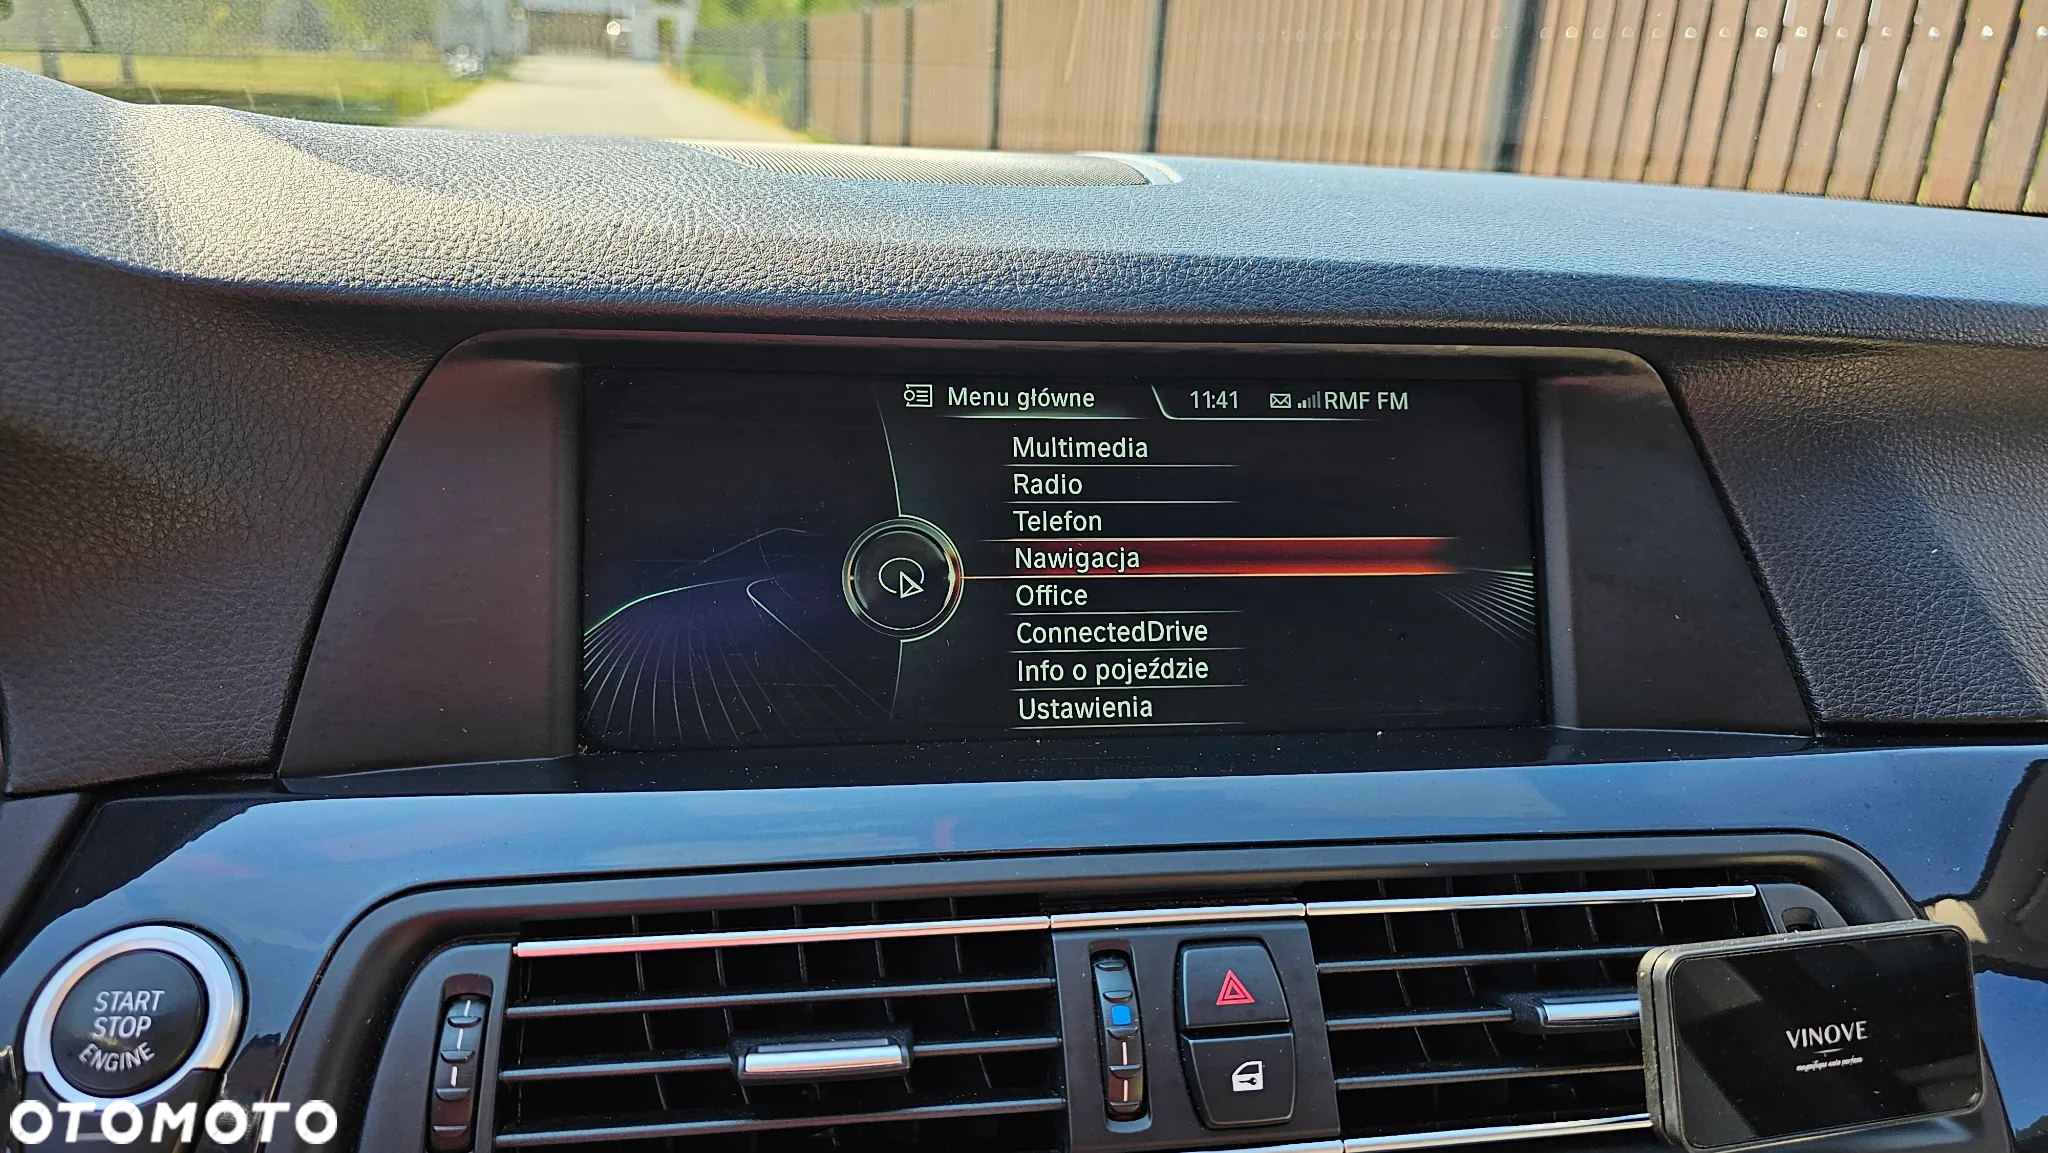 Menu główne
11:41 RMF FM
Multimedia
Radio
Telefon
Nawigacja
Office
ConnectedDrive
Info o pojeździe
Ustawienia
START
STOP
ENGINE
VINOVE
OTOMOTO